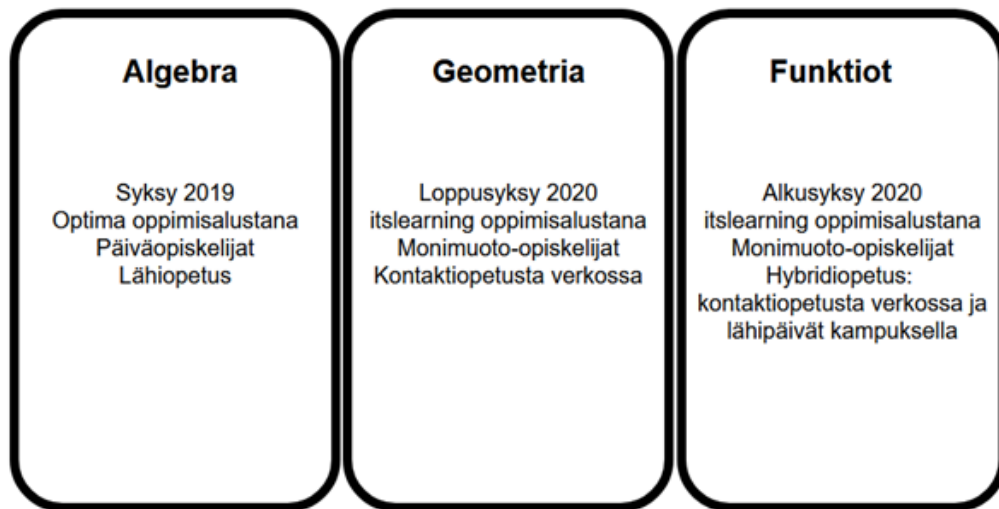 Algebra
Syksy 2019
Optima oppimisalustana
Päiväopiskelijat
Lähiopetus
Geometria
Loppusyksy 2020
itslearning oppimisalustana
Monimuoto-opiskelijat
Kontaktiopetusta verkossa
Funktiot
Alkusyksy 2020
itslearning oppimisalustana
Monimuoto-opiskelijat
Hybridiopetus:
kontaktiopetusta verkossa ja
lähipäivät kampuksella